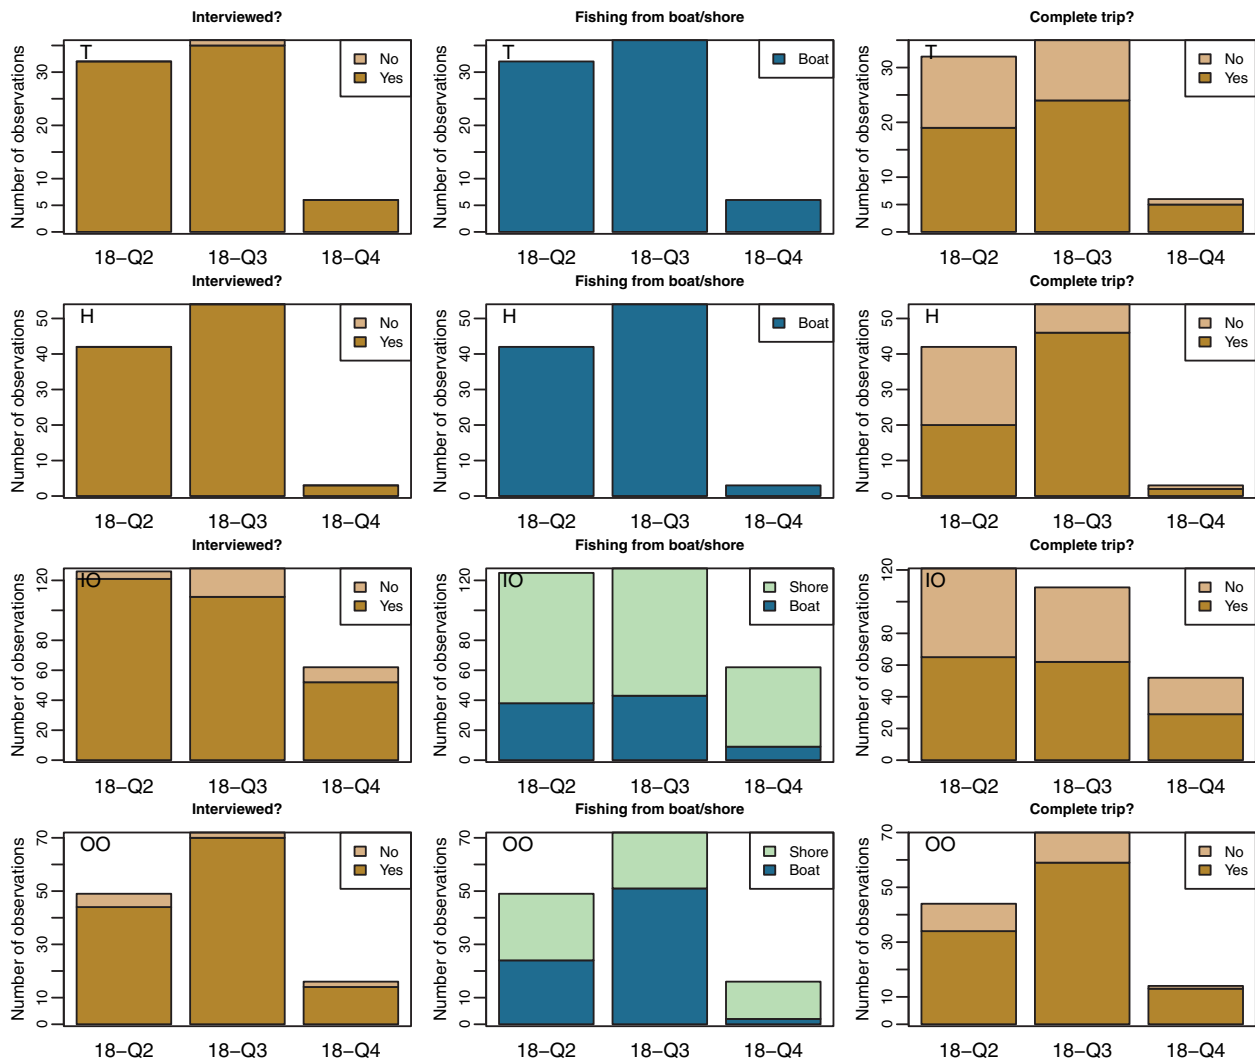 Interviewed?
Number of observations
0 5 10 20 30
T
No
Yes
18−Q2 18−Q3 18−Q4
Fishing from boat/shore
Number of observations
0 5 10 20 30
T
Boat
18−Q2 18−Q3 18−Q4
Complete trip?
Number of observations
0 5 10 20 30
T
No
Yes
18−Q2 18−Q3 18−Q4
Interviewed?
Number of observations
0 10 20 30 40 50
H
No
Yes
18−Q2 18−Q3 18−Q4
Fishing from boat/shore
Number of observations
0 10 20 30 40 50
H
Boat
18−Q2 18−Q3 18−Q4
Complete trip?
Number of observations
0 10 20 30 40 50
H
No
Yes
18−Q2 18−Q3 18−Q4
Interviewed?
Number of observations
0 20 40 60 80 120
IO
No
Yes
18−Q2 18−Q3 18−Q4
Fishing from boat/shore
Number of observations
0 20 40 60 80 120
IO
Shore
Boat
18−Q2 18−Q3 18−Q4
Complete trip?
Number of observations
0 20 40 60 80 120
IO
No
Yes
18−Q2 18−Q3 18−Q4
Interviewed?
Number of observations
0 10 30 50 70
OO
No
Yes
18−Q2 18−Q3 18−Q4
Fishing from boat/shore
Number of observations
0 10 30 50 70
OO
Shore
Boat
18−Q2 18−Q3 18−Q4
Complete trip?
Number of observations
0 10 30 50 70
OO
No
Yes
18−Q2 18−Q3 18−Q4